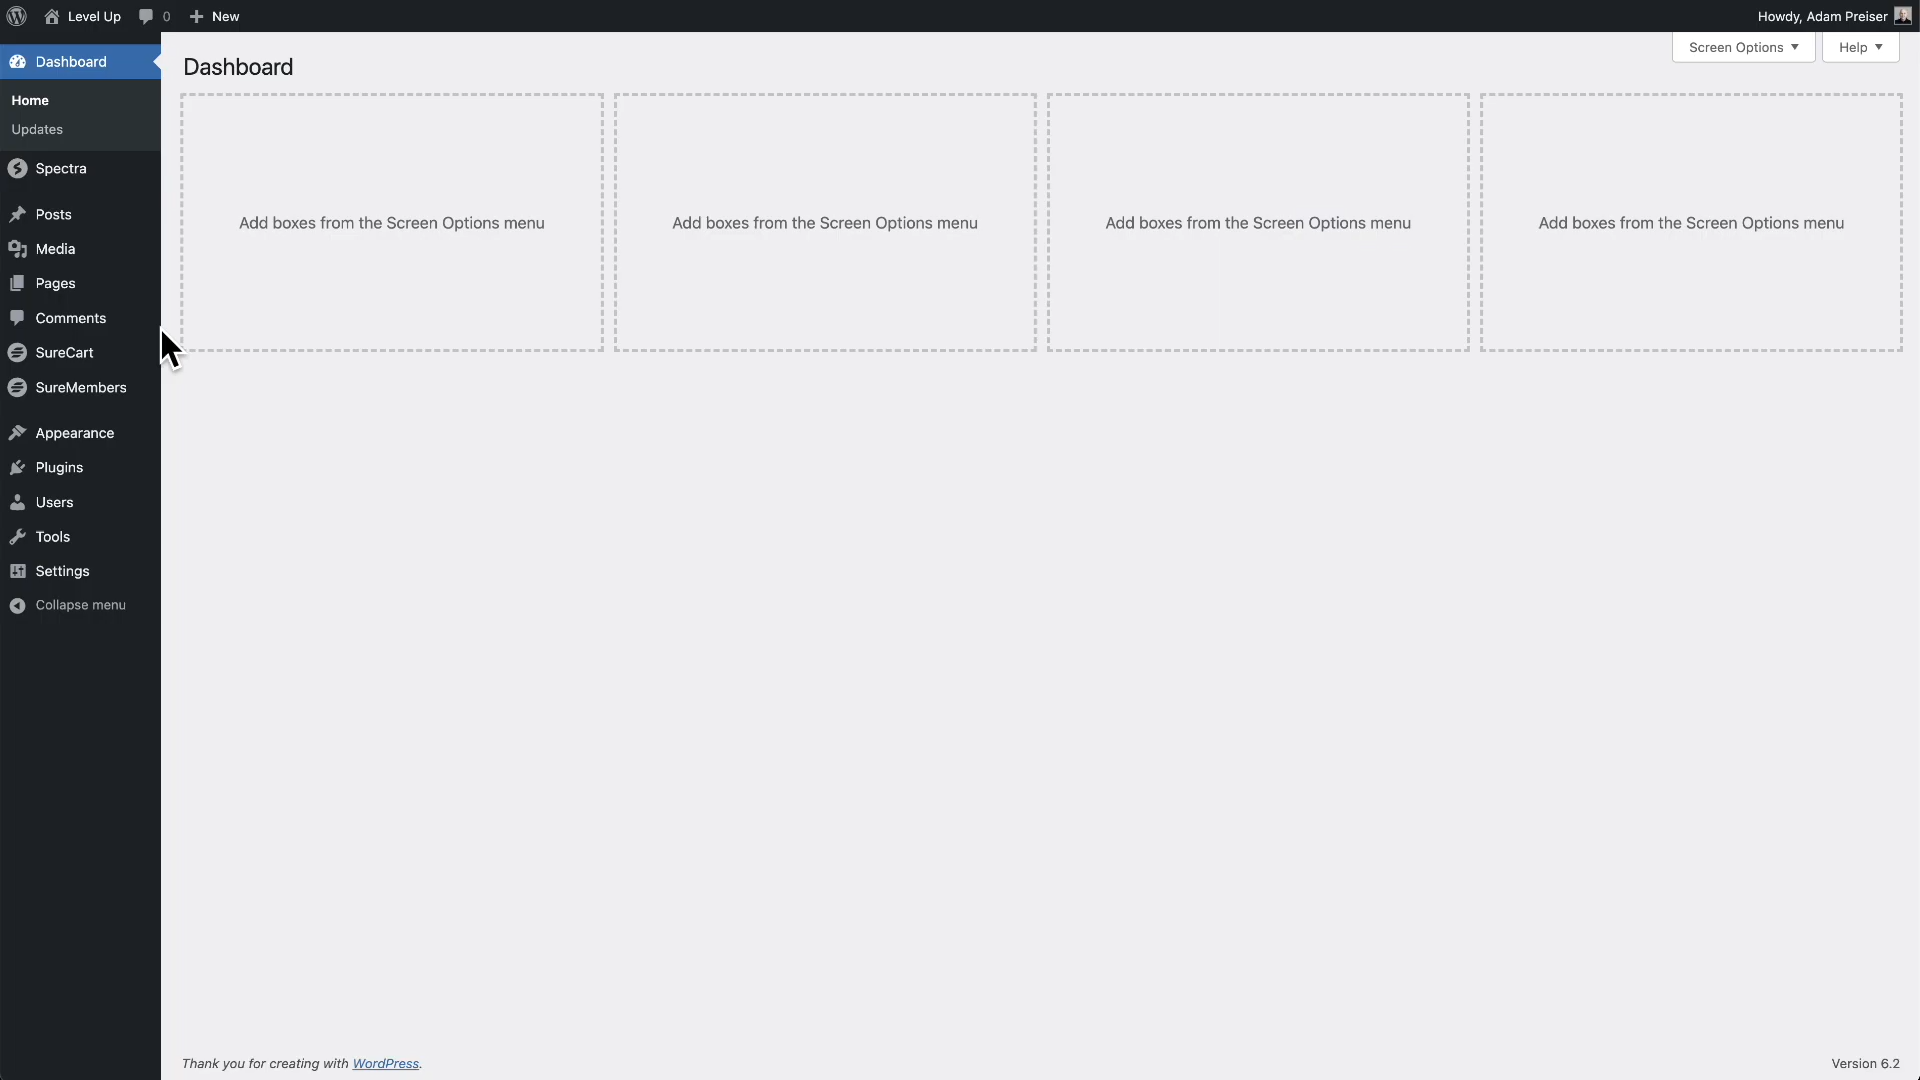 Level Up 0 New Howdy, Adam Preiser
Screen Options Help
Dashboard
Home
Updates
Spectra
Posts
Media
Pages
Comments
SureCart
SureMembers
Appearance
Plugins
Users
Tools
Settings
Collapse menu
Dashboard
Add boxes from the Screen Options menu
Add boxes from the Screen Options menu
Add boxes from the Screen Options menu
Add boxes from the Screen Options menu
Thank you for creating with WordPress.
Version 6.2